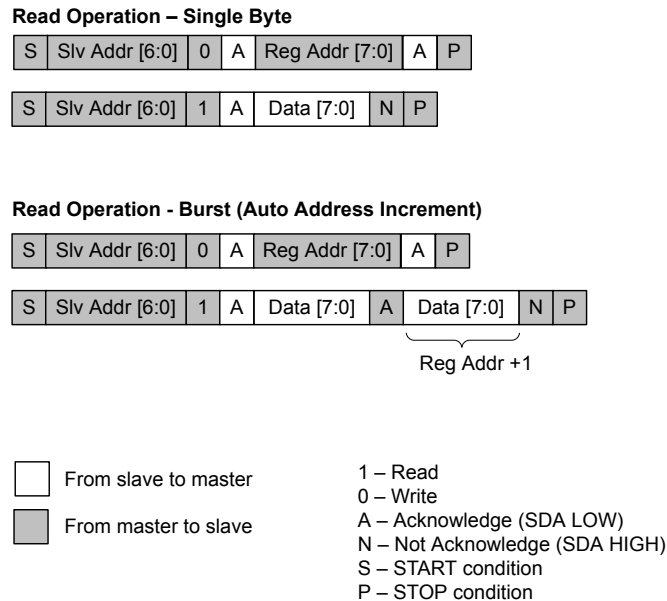 Read Operation – Single Byte
S Slv Addr [6:0] 0 A Reg Addr [7:0] A P
S Slv Addr [6:0] 1 A Data [7:0] N P
Read Operation - Burst (Auto Address Increment)
S Slv Addr [6:0] 0 A Reg Addr [7:0] A P
S Slv Addr [6:0] 1 A Data [7:0] A Data [7:0] N P
Reg Addr +1
From slave to master
From master to slave
1 – Read
0 – Write
A – Acknowledge (SDA LOW)
N – Not Acknowledge (SDA HIGH)
S – START condition
P – STOP condition